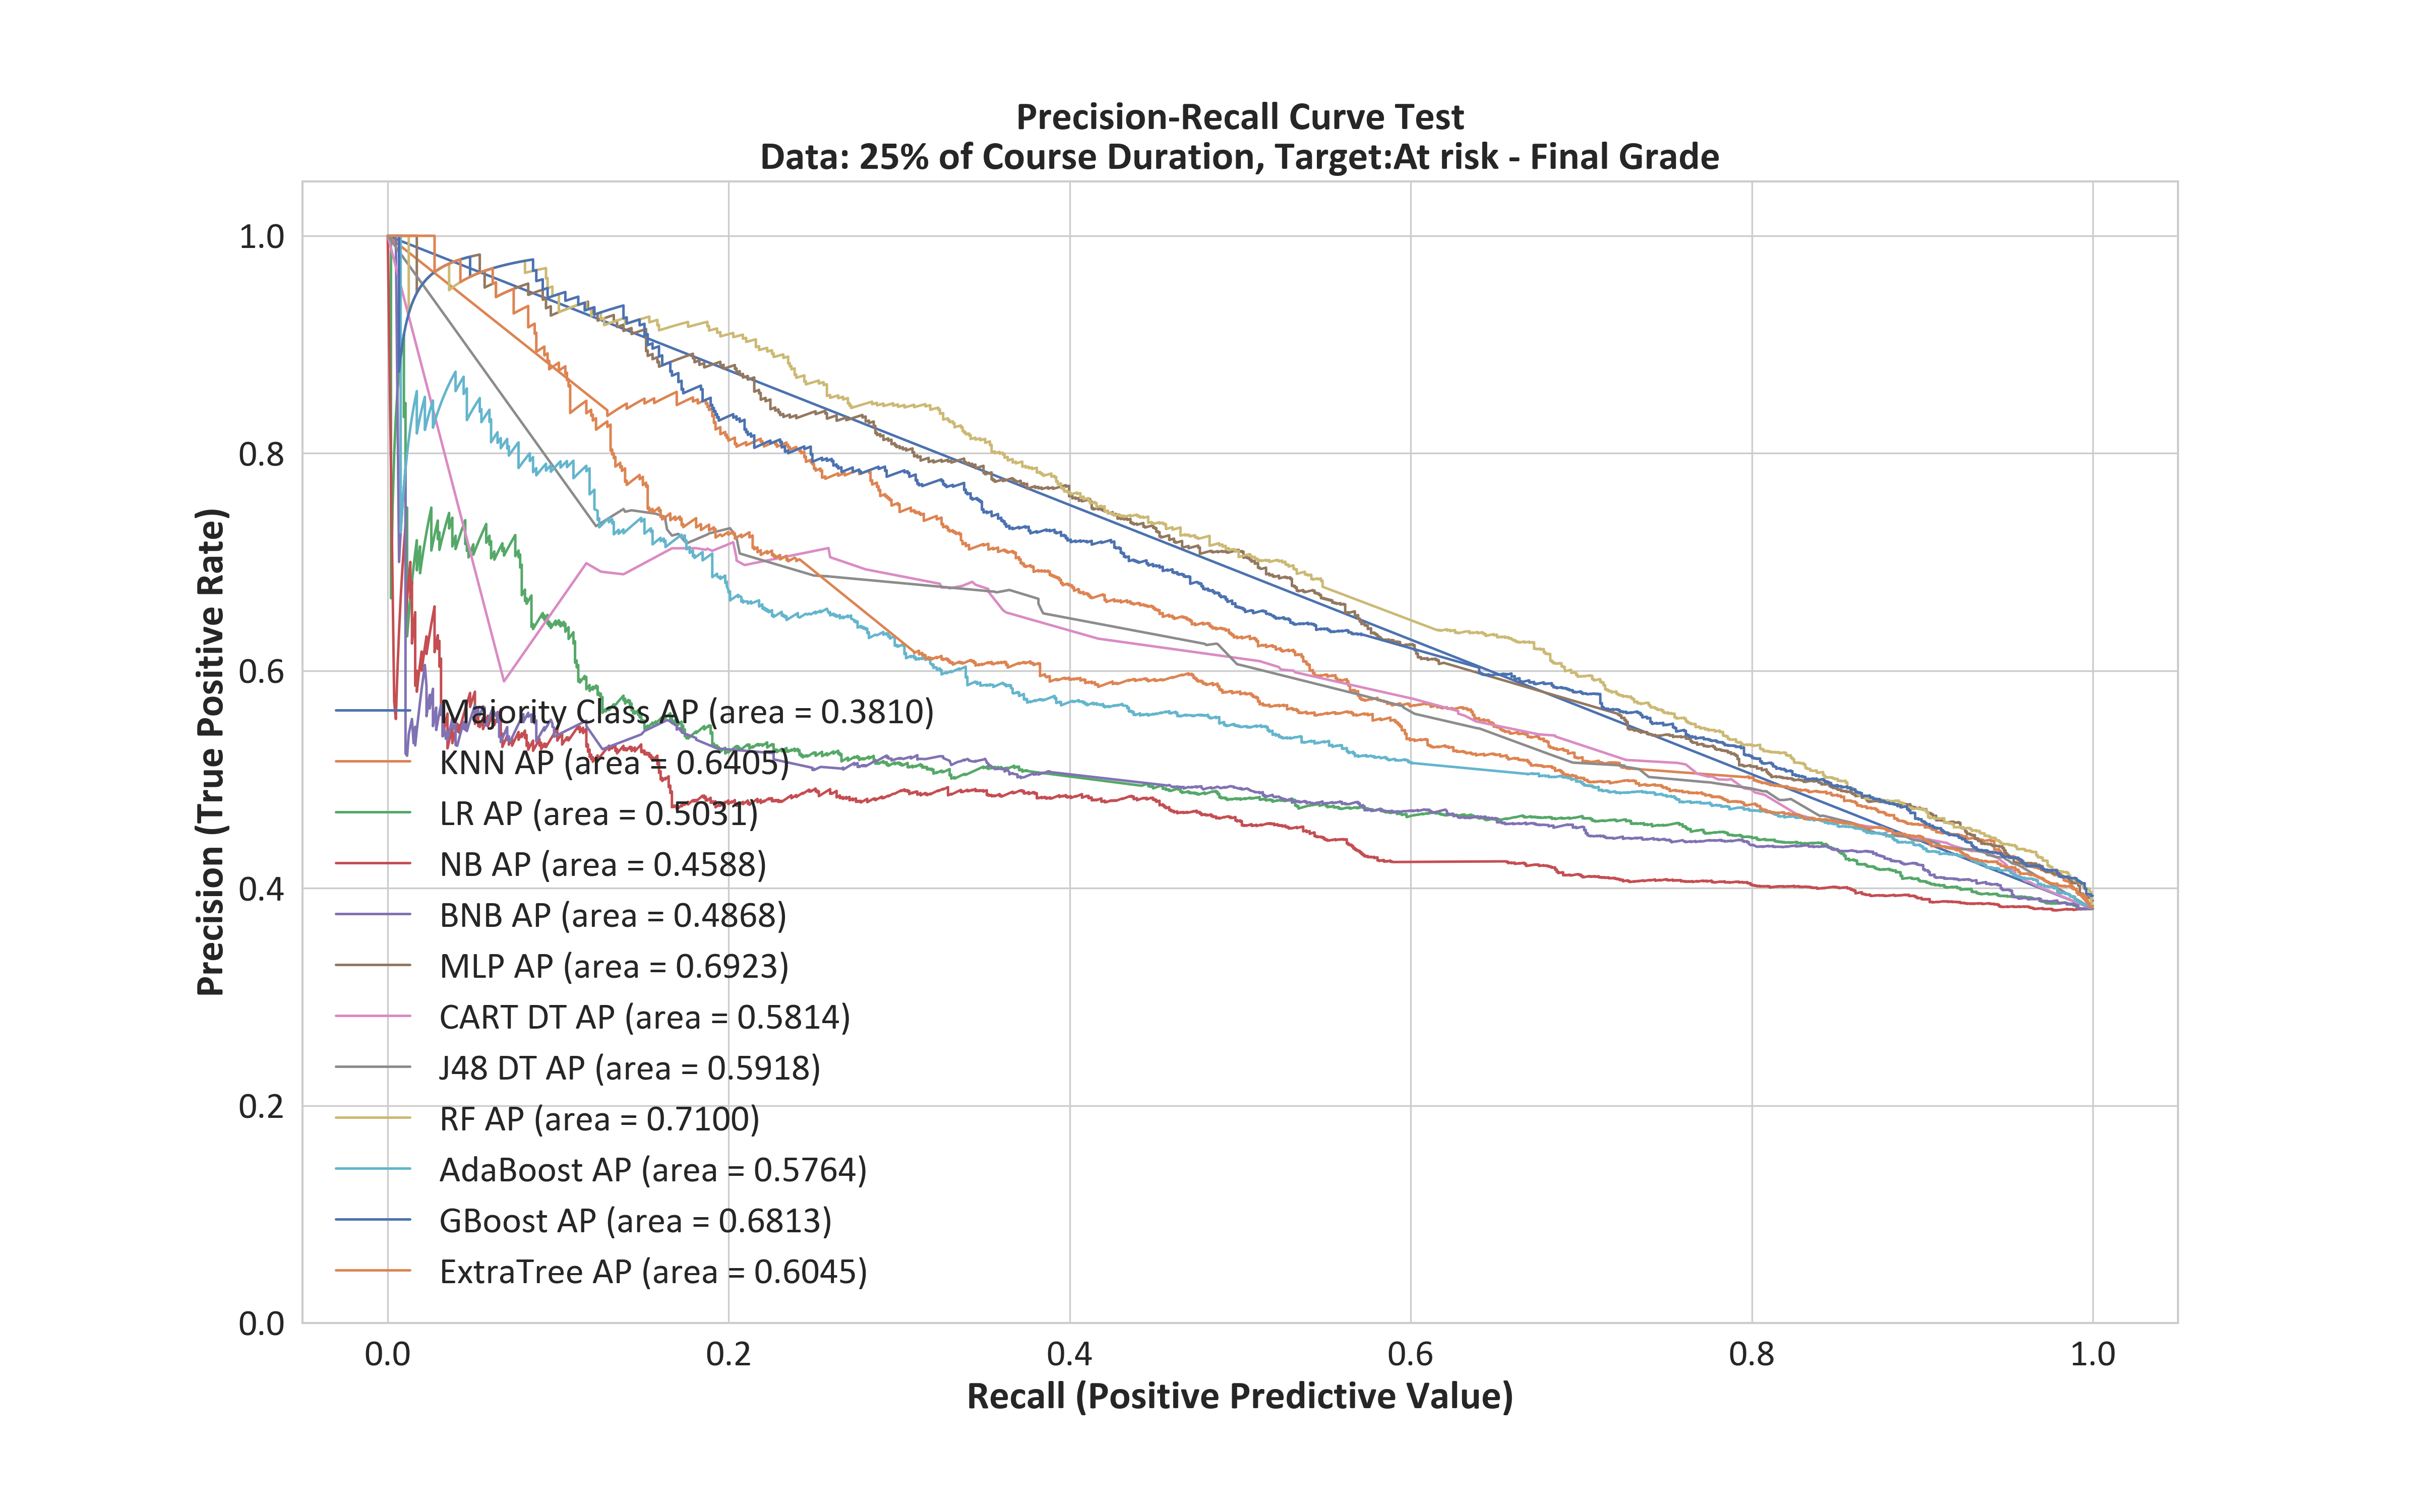 Precision-Recall Curve Test
Data: 25% of Course Duration, Target:At risk - Final Grade
Precision (True Positive Rate)
1.0
0.8
0.6
0.4
0.2
0.0
Majority Class AP (area = 0.3810)
KNN AP (area = 0.6405)
LR AP (area = 0.5031)
NB AP (area = 0.4588)
BNB AP (area = 0.4868)
MLP AP (area = 0.6923)
CART DT AP (area = 0.5814)
J48 DT AP (area = 0.5918)
RF AP (area = 0.7100)
AdaBoost AP (area = 0.5764)
GBoost AP (area = 0.6813)
ExtraTree AP (area = 0.6045)
0.0 0.2 0.4 0.6 0.8 1.0
Recall (Positive Predictive Value)